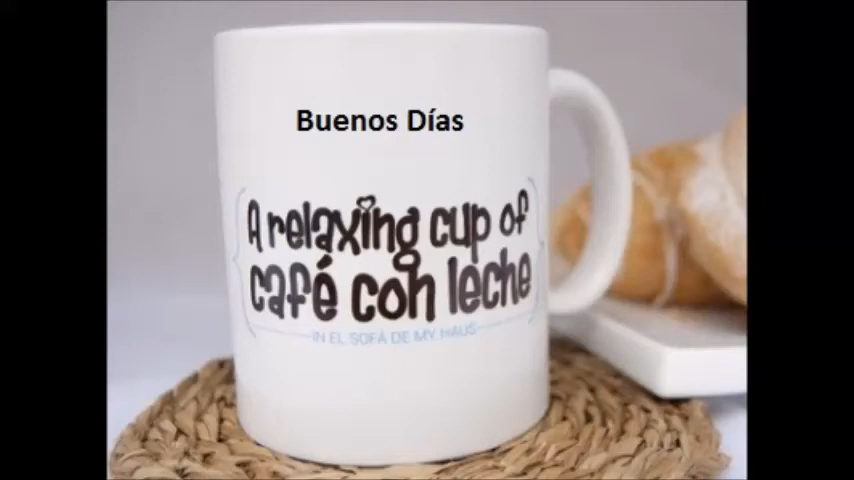 Buenos Días
A relaxing cup of
café con leche
IN EL SOFÁ DE MY HAUS